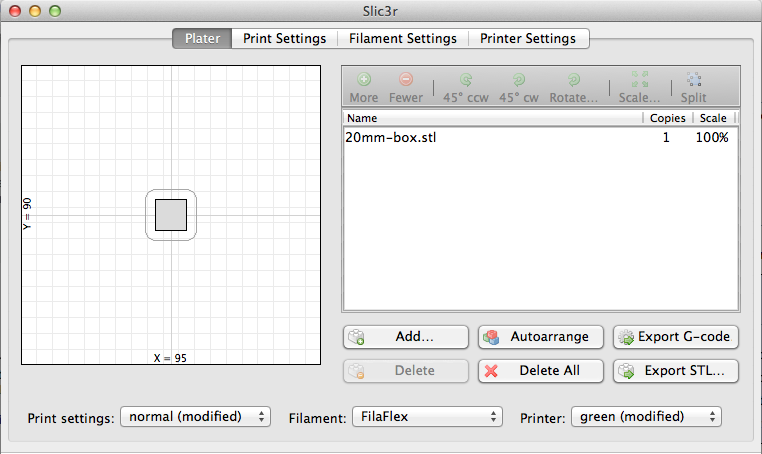 Slic3r
Plater Print Settings Filament Settings Printer Settings
More Fewer 45° ccw 45° cw Rotate... Scale... Split
Name Copies Scale
20mm-box.stl 1 100%
Y = 90
X = 95
Add... Autoarrange Export G-code
Delete Delete All Export STL...
Print settings: normal (modified) Filament: FilaFlex Printer: green (modified)